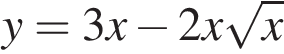 y = 3x − 2x√x